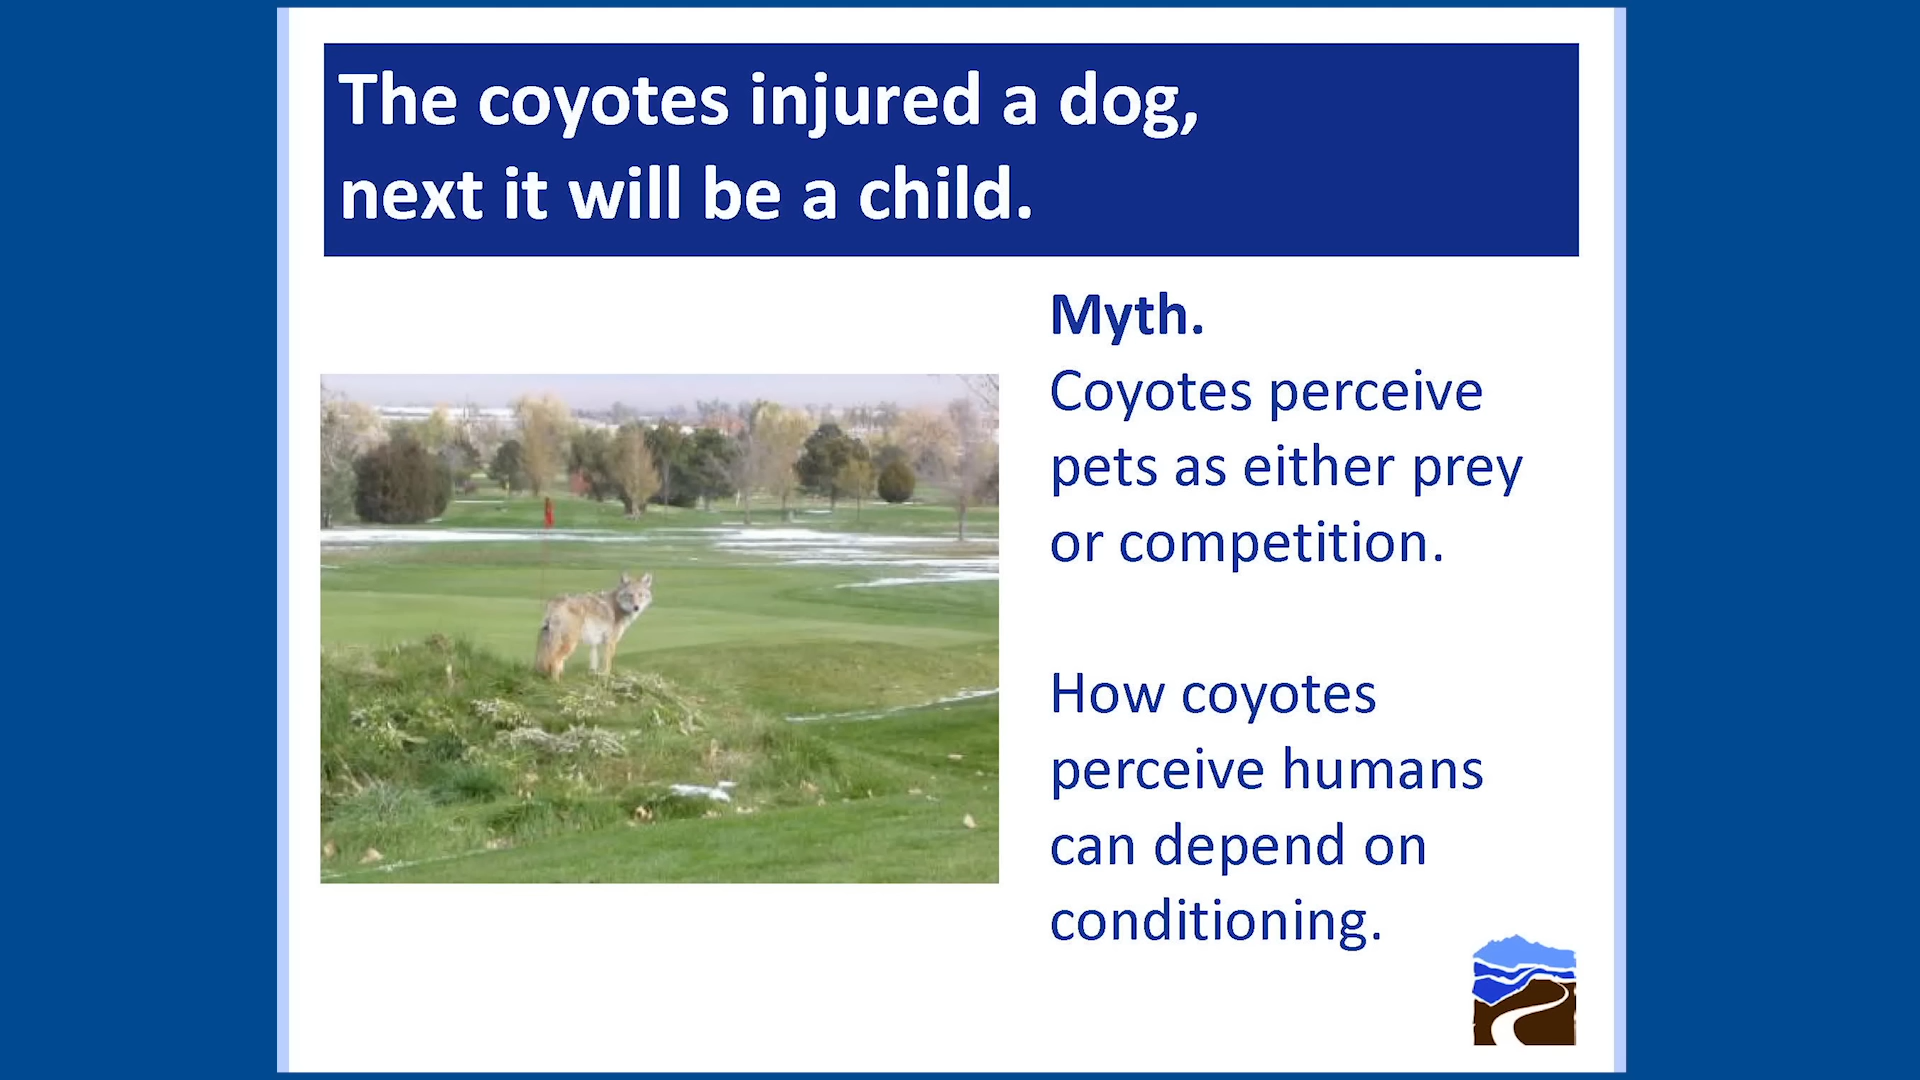 The coyotes injured a dog,
next it will be a child.
Myth.
Coyotes perceive
pets as either prey
or competition.
How coyotes
perceive humans
can depend on
conditioning.